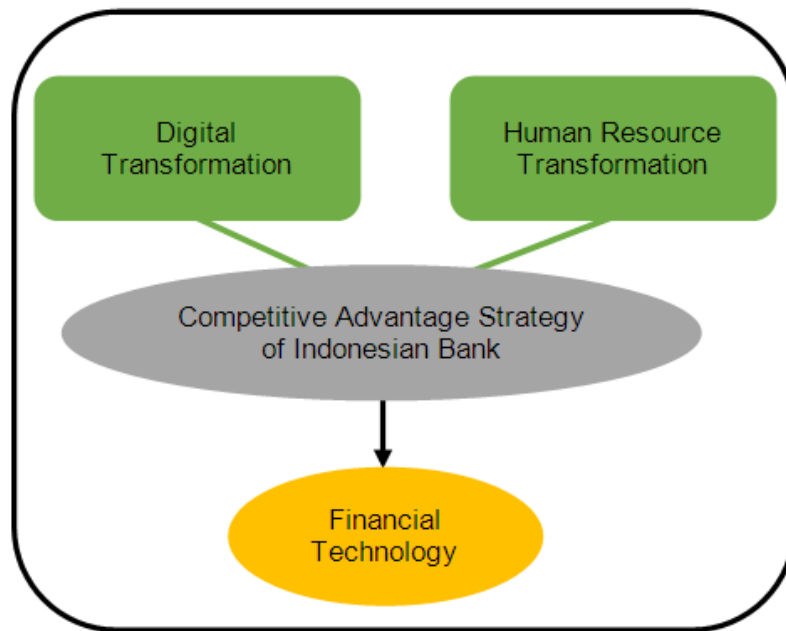 Digital
Transformation
Human Resource
Transformation
Competitive Advantage Strategy
of Indonesian Bank
Financial
Technology